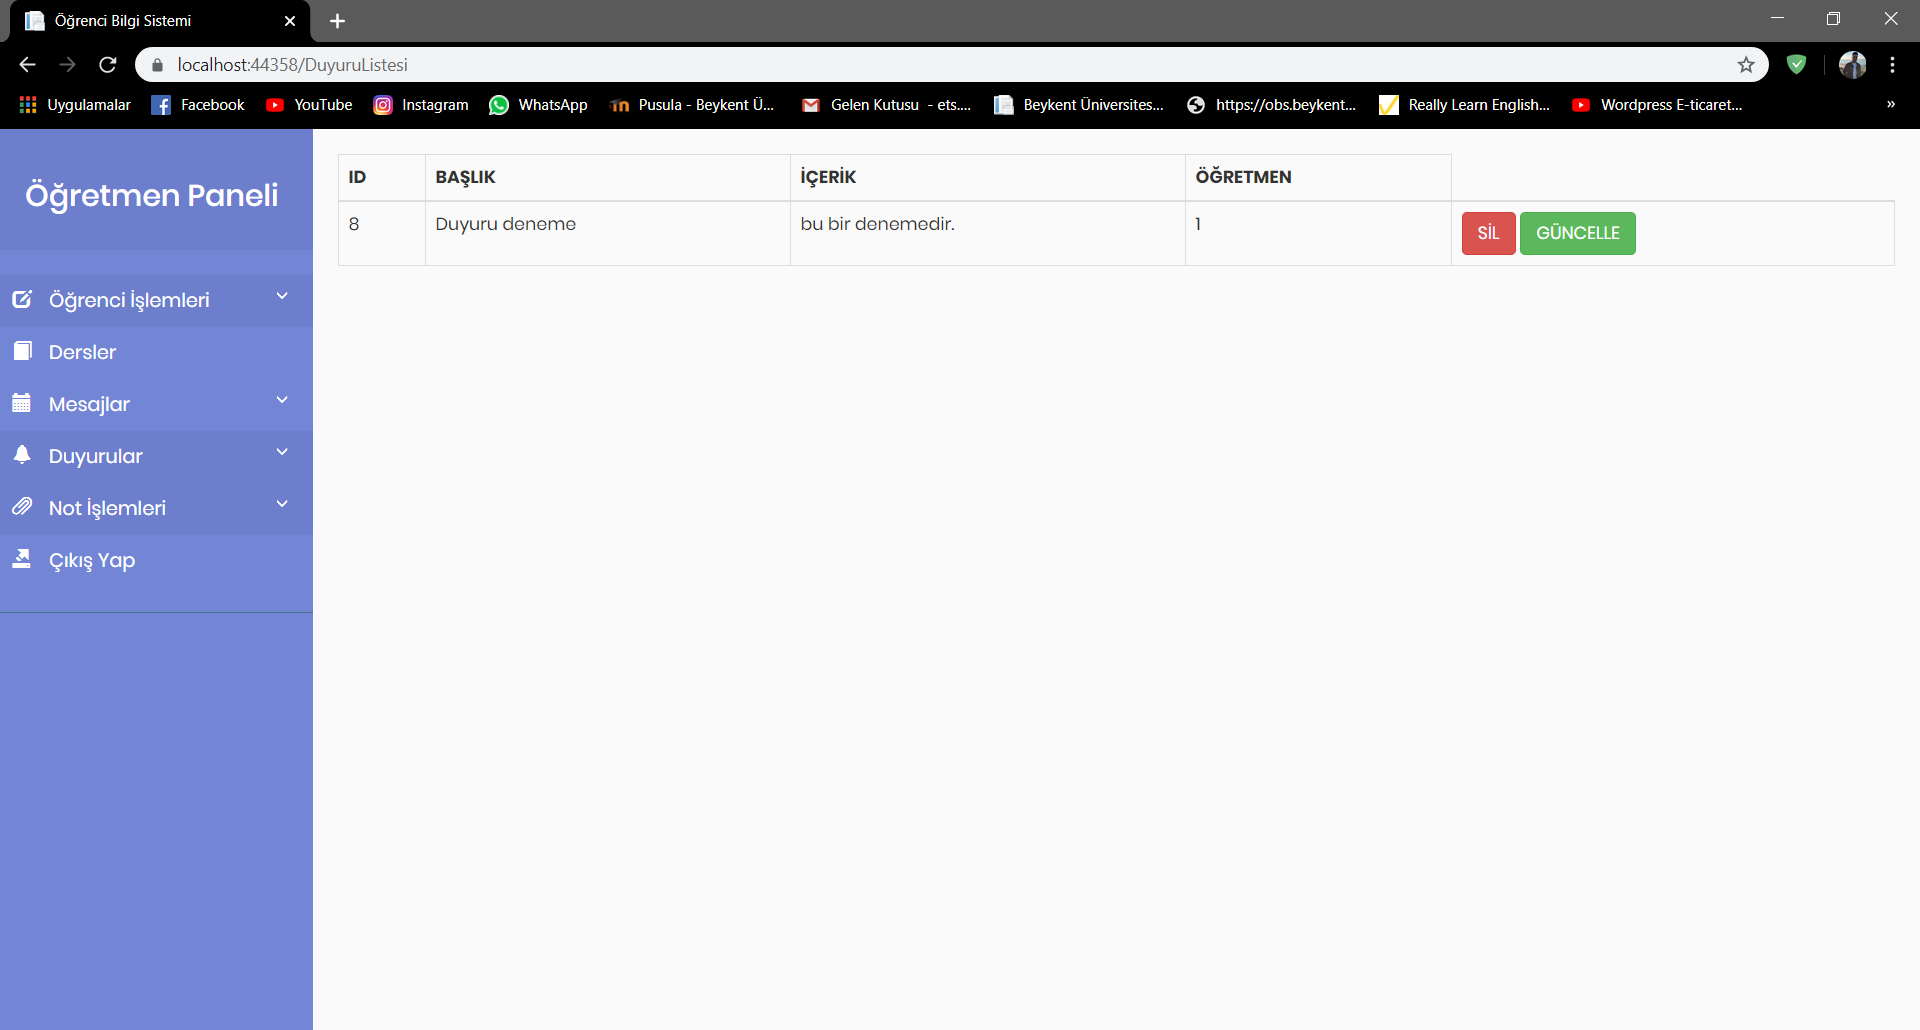 Öğrenci Bilgi Sistemi
localhost:44358/DuyuruListesi
Uygulamalar Facebook YouTube Instagram WhatsApp Pusula - Beykent Ü... Gelen Kutusu - ets.... Beykent Üniversites... https://obs.beykent... Really Learn English... Wordpress E-ticaret... »
Öğretmen Paneli
Öğrenci İşlemleri
Dersler
Mesajlar
Duyurular
Not İşlemleri
Çıkış Yap
ID BAŞLIK İÇERİK ÖĞRETMEN
8 Duyuru deneme bu bir denemedir. 1 SİL GÜNCELLE